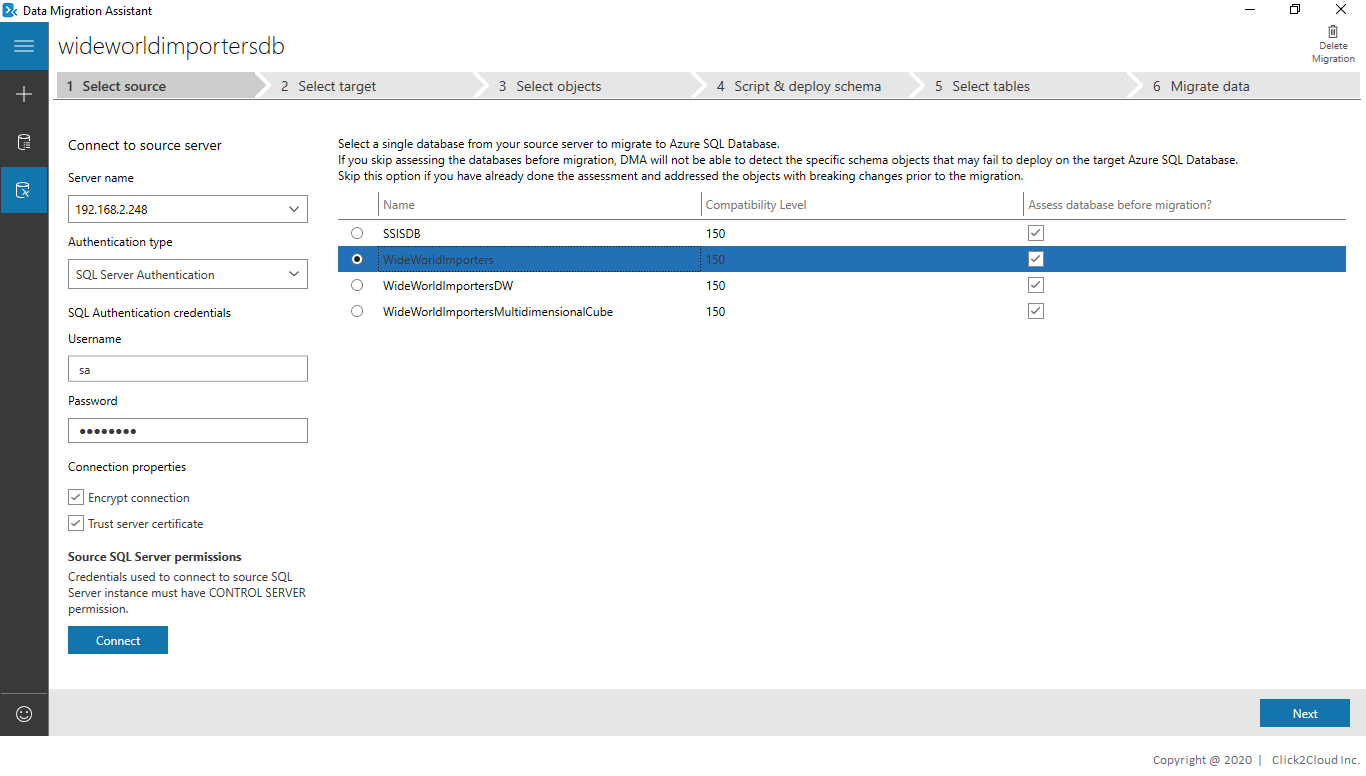 Data Migration Assistant
wideworldimportersdb
Delete
Migration
1 Select source
2 Select target
3 Select objects
4 Script & deploy schema
5 Select tables
6 Migrate data
Connect to source server
Server name
192.168.2.248
Authentication type
SQL Server Authentication
SQL Authentication credentials
Username
sa
Password
••••••••
Connection properties
Encrypt connection
Trust server certificate
Source SQL Server permissions
Credentials used to connect to source SQL
Server instance must have CONTROL SERVER
permission.
Connect
Select a single database from your source server to migrate to Azure SQL Database.
If you skip assessing the databases before migration, DMA will not be able to detect the specific schema objects that may fail to deploy on the target Azure SQL Database.
Skip this option if you have already done the assessment and addressed the objects with breaking changes prior to the migration.
Name Compatibility Level Assess database before migration?
SSISDB 150
WideWorldImporters 150
WideWorldImportersDW 150
WideWorldImportersMultidimensionalCube 150
Next
Copyright @ 2020 | Click2Cloud Inc.